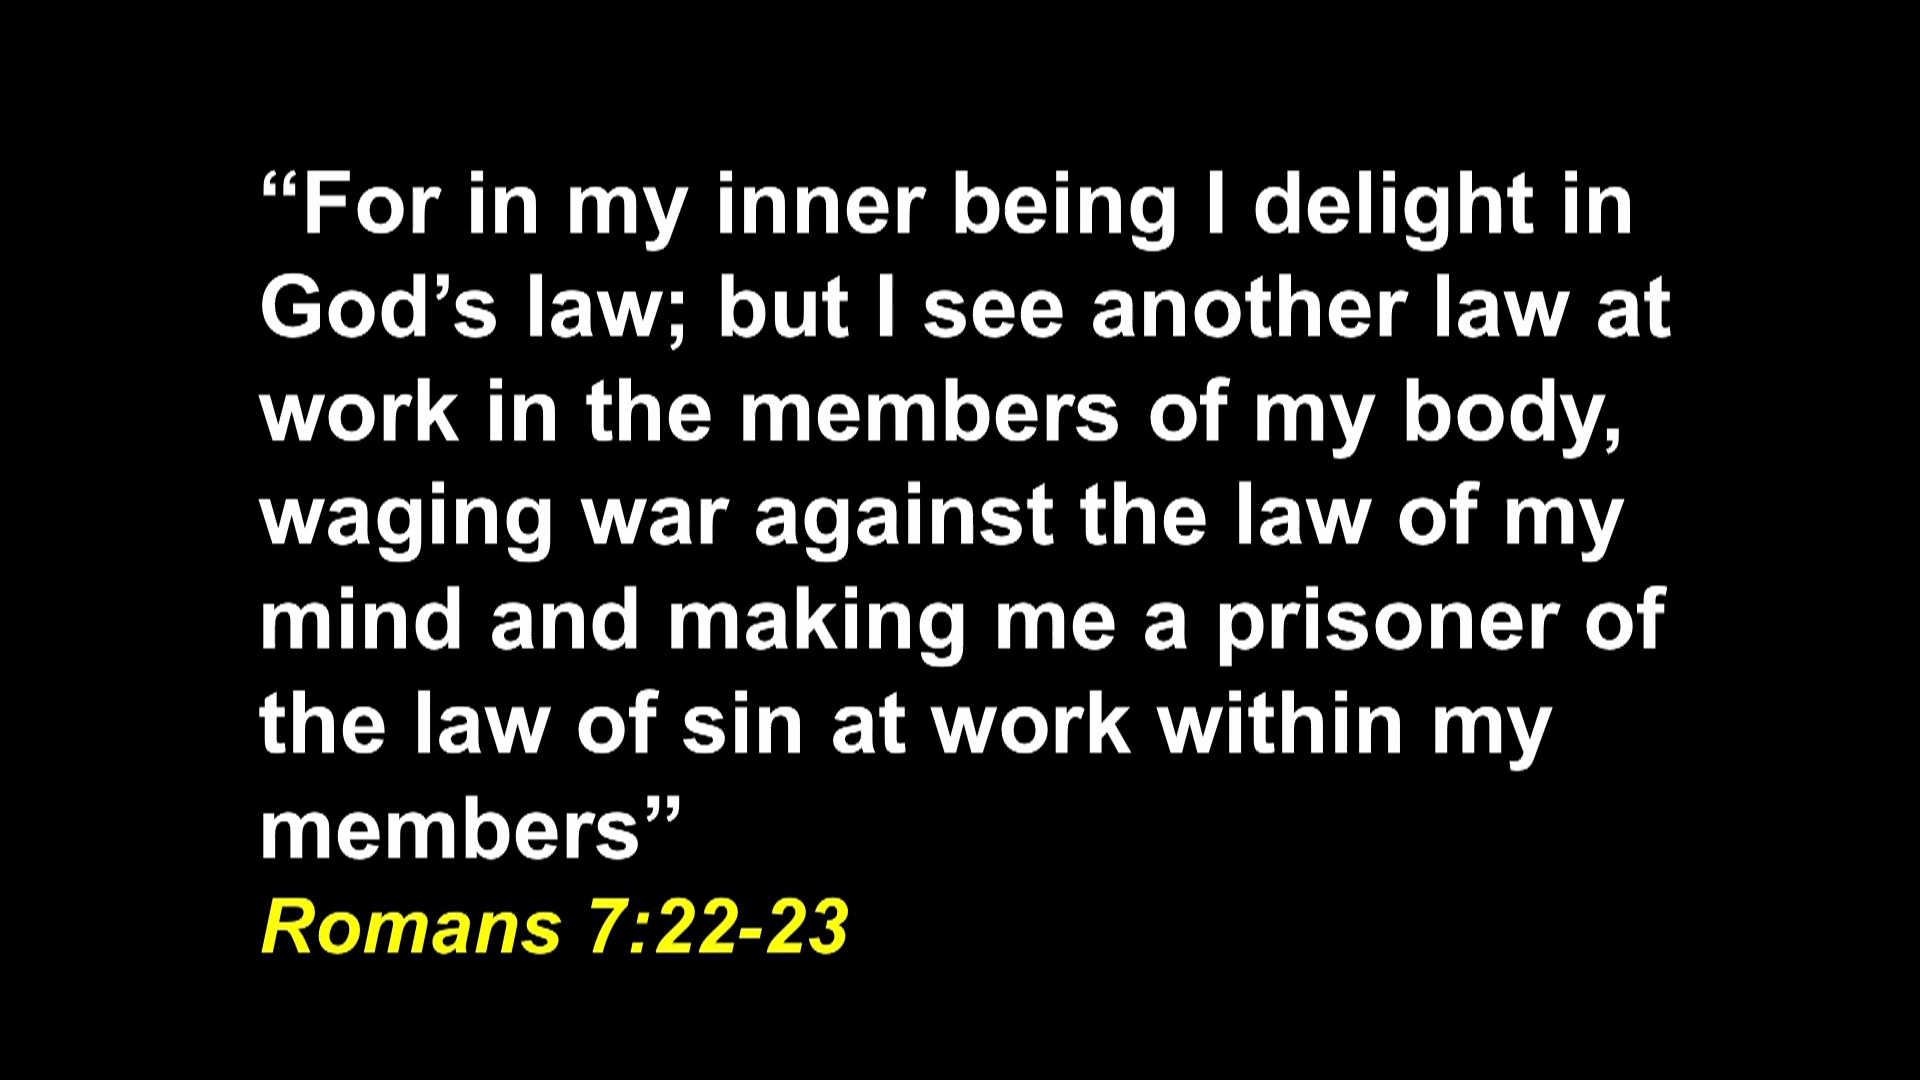 “For in my inner being I delight in
God’s law; but I see another law at
work in the members of my body,
waging war against the law of my
mind and making me a prisoner of
the law of sin at work within my
members”
Romans 7:22-23